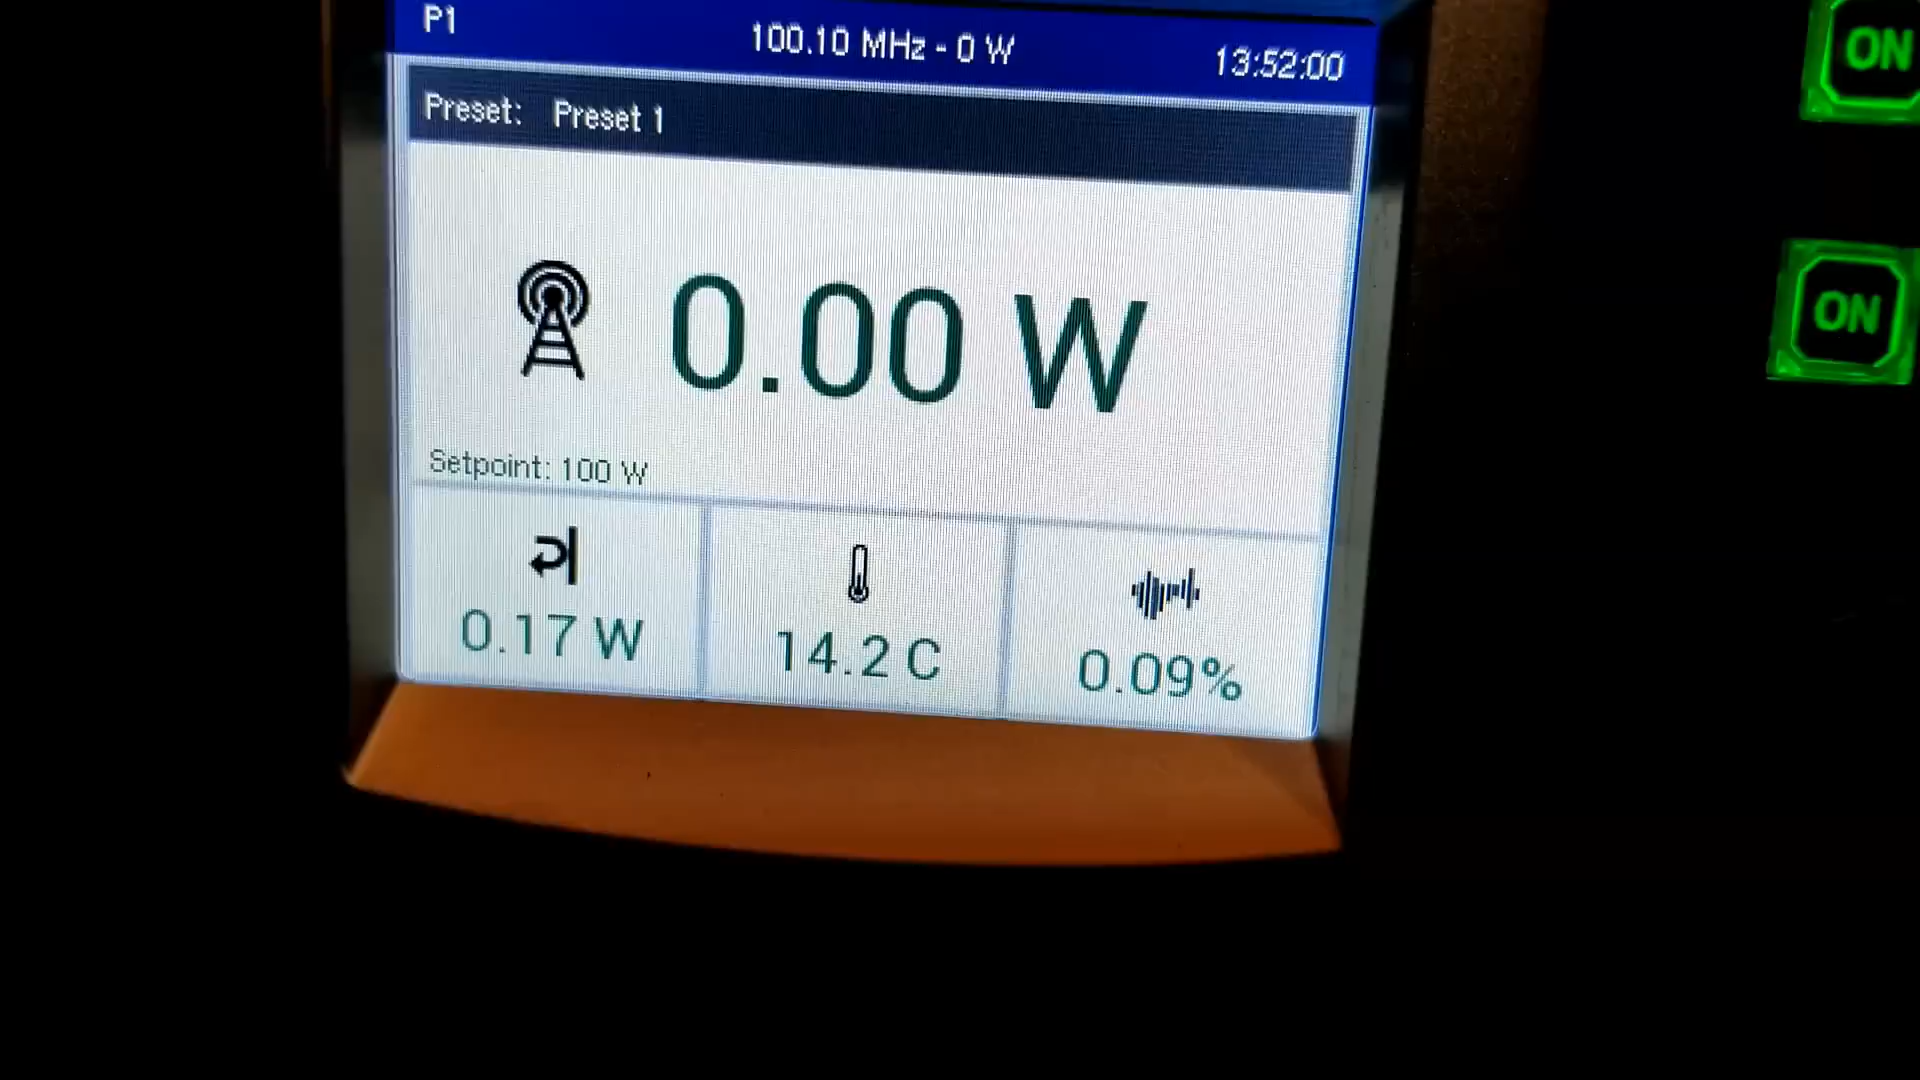 P1 100.10 MHz - 0 W 13:52:00
Preset: Preset 1
0.00 W
Setpoint: 100 W
0.17 W 14.2 C 0.09%
ON
ON